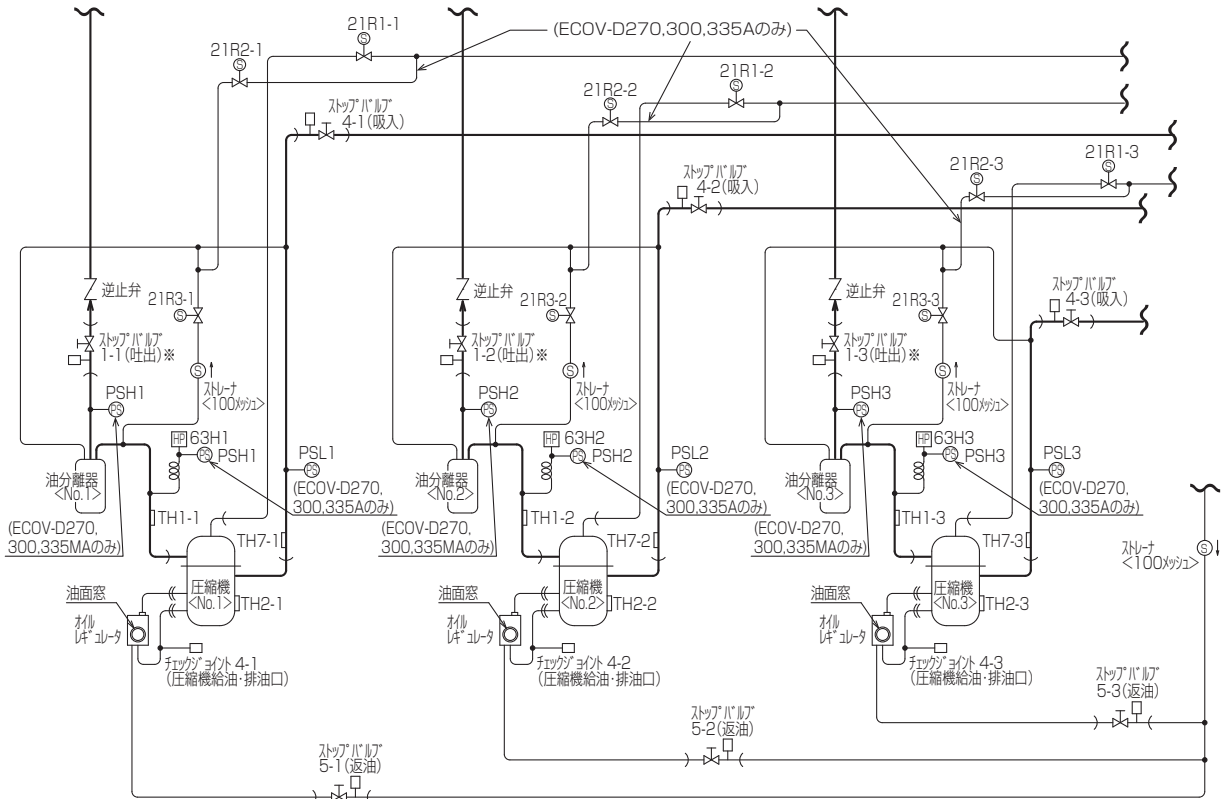 21R1-1
(ECOV-D270,300,335Aのみ)
21R2-1
21R1-2
21R2-2
ストップバルブ
4-1(吸入)
21R1-3
21R2-3
ストップバルブ
4-2(吸入)
逆止弁
21R3-1
ストップバルブ
1-1(吐出)※
PSH1
PS
S
ストレーナ
<100メッシュ>
HP
63H1
PS
PSH1
PSL1
PS
(ECOV-D270,
300,335Aのみ)
油分離器
<No.1>
(ECOV-D270,
300,335MAのみ)
TH1-1
TH7-1
圧縮機
<No.1>
TH2-1
油面窓
オイル
レギュレータ
チェックジョイント 4-1
(圧縮機給油・排油口)
逆止弁
21R3-2
ストップバルブ
1-2(吐出)※
PSH2
PS
S
ストレーナ
<100メッシュ>
HP
63H2
PS
PSH2
PSL2
PS
(ECOV-D270,
300,335Aのみ)
油分離器
<No.2>
(ECOV-D270,
300,335MAのみ)
TH1-2
TH7-2
圧縮機
<No.2>
TH2-2
油面窓
オイル
レギュレータ
チェックジョイント 4-2
(圧縮機給油・排油口)
逆止弁
21R3-3
ストップバルブ
4-3(吸入)
ストップバルブ
1-3(吐出)※
PSH3
PS
S
ストレーナ
<100メッシュ>
HP
63H3
PS
PSH3
PSL3
PS
(ECOV-D270,
300,335Aのみ)
油分離器
<No.3>
(ECOV-D270,
300,335MAのみ)
TH1-3
TH7-3
圧縮機
<No.3>
TH2-3
油面窓
オイル
レギュレータ
チェックジョイント 4-3
(圧縮機給油・排油口)
ストレーナ
<100メッシュ>
S
ストップバルブ
5-3(返油)
ストップバルブ
5-2(返油)
ストップバルブ
5-1(返油)